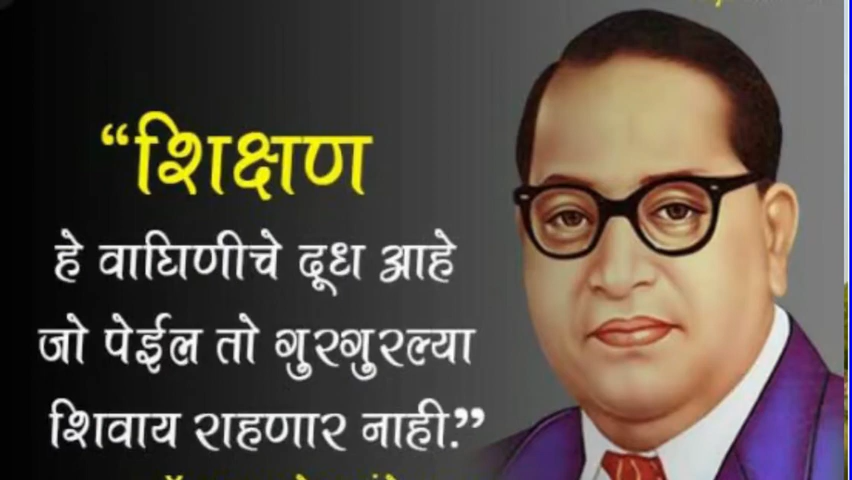 “शिक्षण
हे वाघिणीचे दूध आहे
जो पेईल तो गुरगुरल्या
शिवाय राहणार नाही.”